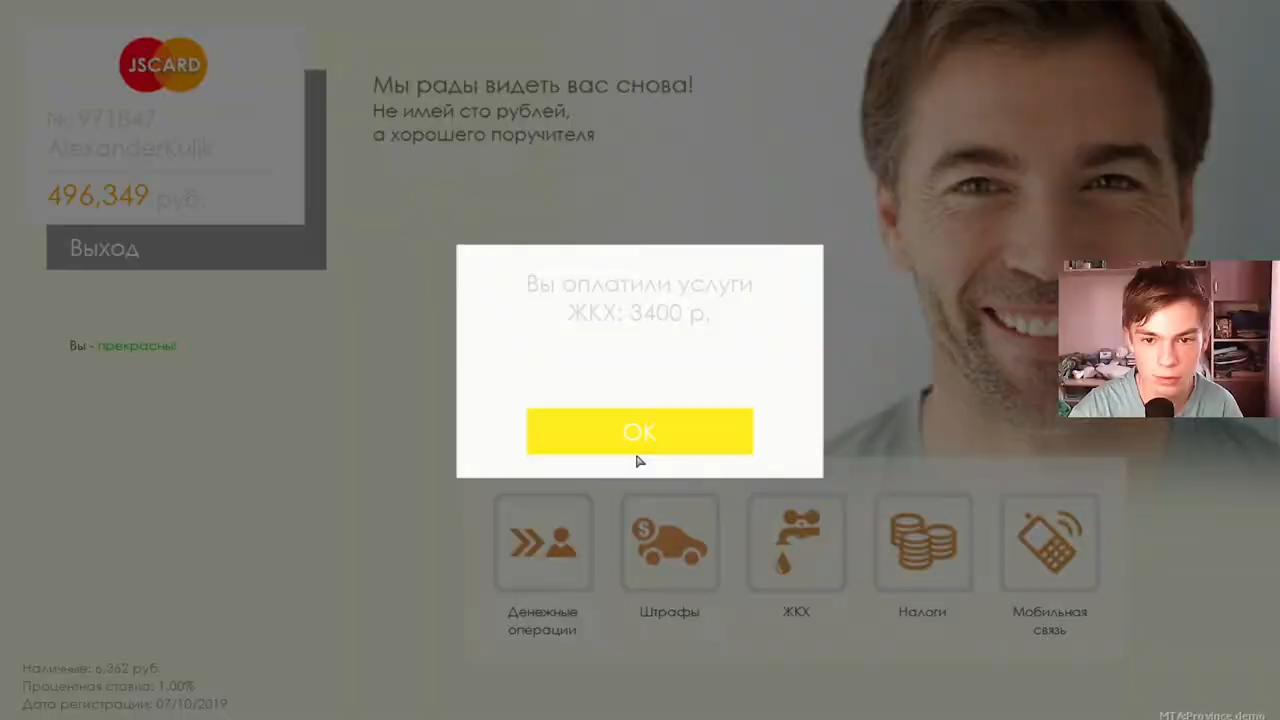 JSCARD
№: 971847
AlexanderKulik
496,349 руб.
Выход
Мы рады видеть вас снова!
Не имей сто рублей,
а хорошего поручителя
Вы - прекрасны!
Вы оплатили услуги
ЖКХ: 3400 р.
OK
Денежные
операции
Штрафы
ЖКХ
Налоги
Мобильная
связь
Наличные: 6,362 руб.
Процентная ставка: 1.00%
Дата регистрации: 07/10/2019
MTA:Province demo